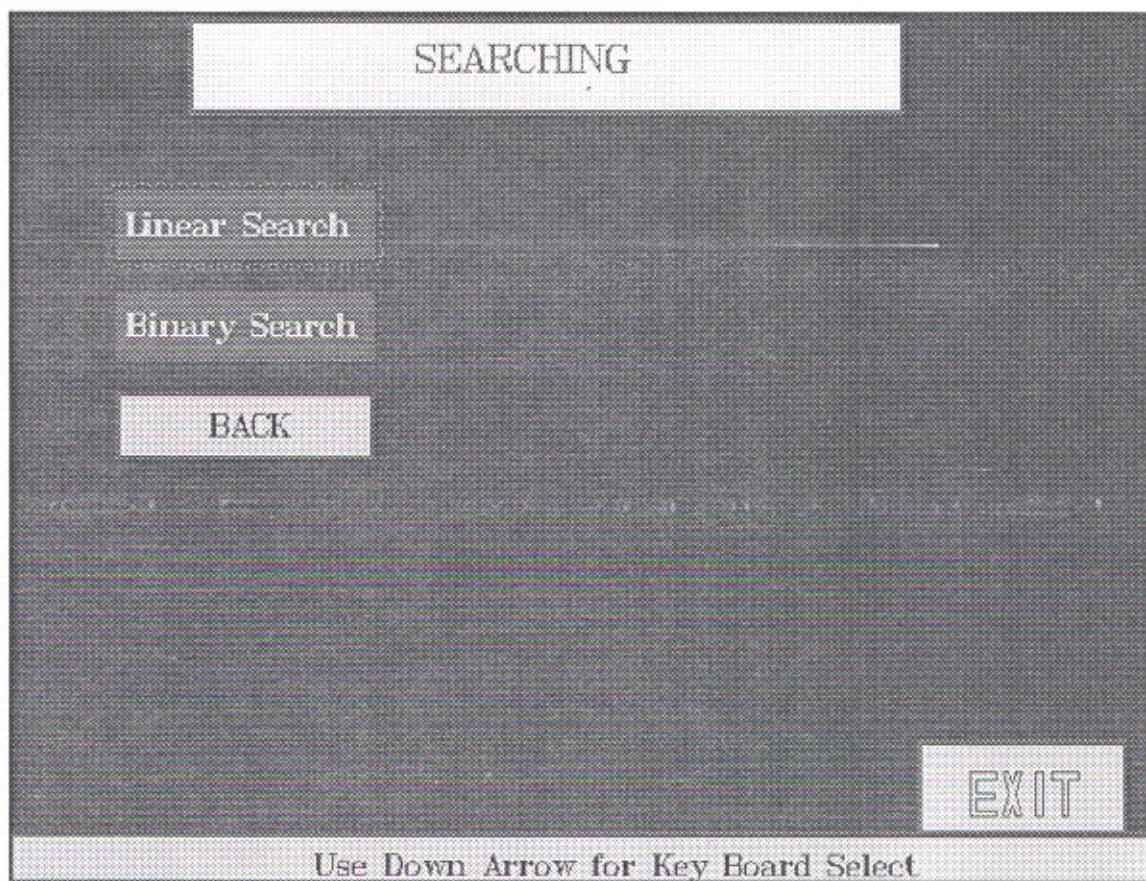 SEARCHING
Linear Search
Binary Search
BACK
EXIT
Use Down Arrow for Key Board Select